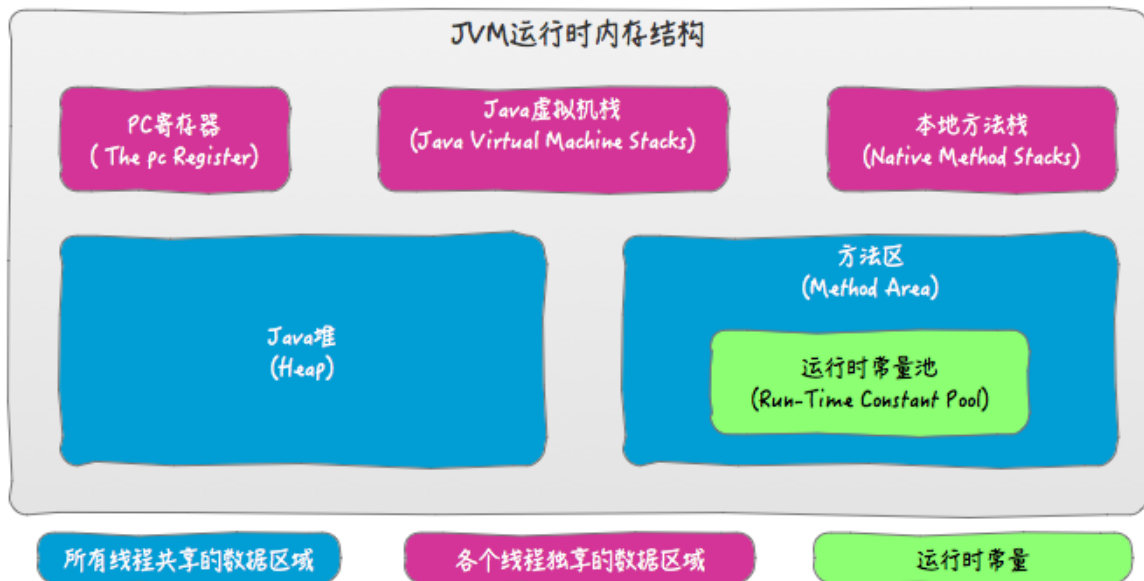 JVM运行时内存结构
PC寄存器
( The pc Register)
Java虚拟机栈
(Java Virtual Machine Stacks)
本地方法栈
(Native Method Stacks)
Java堆
(Heap)
方法区
(Method Area)
运行时常量池
(Run-Time Constant Pool)
所有线程共享的数据区域
各个线程独享的数据区域
运行时常量